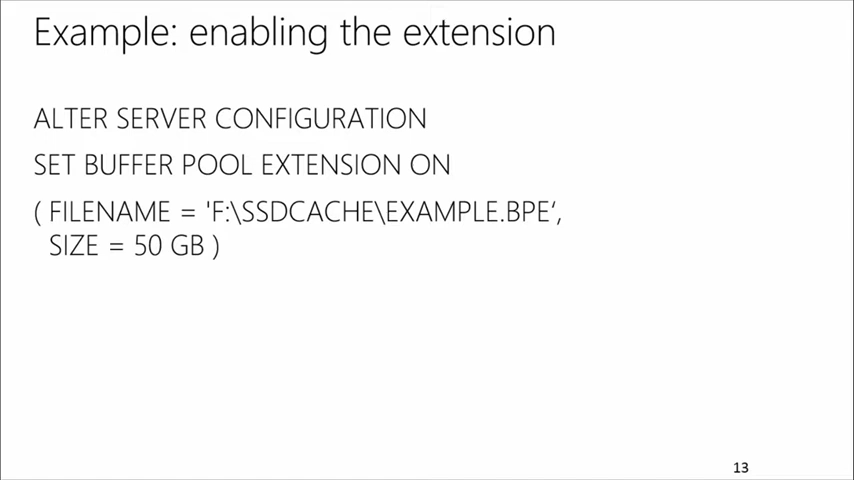 Example: enabling the extension
ALTER SERVER CONFIGURATION
SET BUFFER POOL EXTENSION ON
( FILENAME = 'F:\SSDCACHE\EXAMPLE.BPE‘,
SIZE = 50 GB )
13